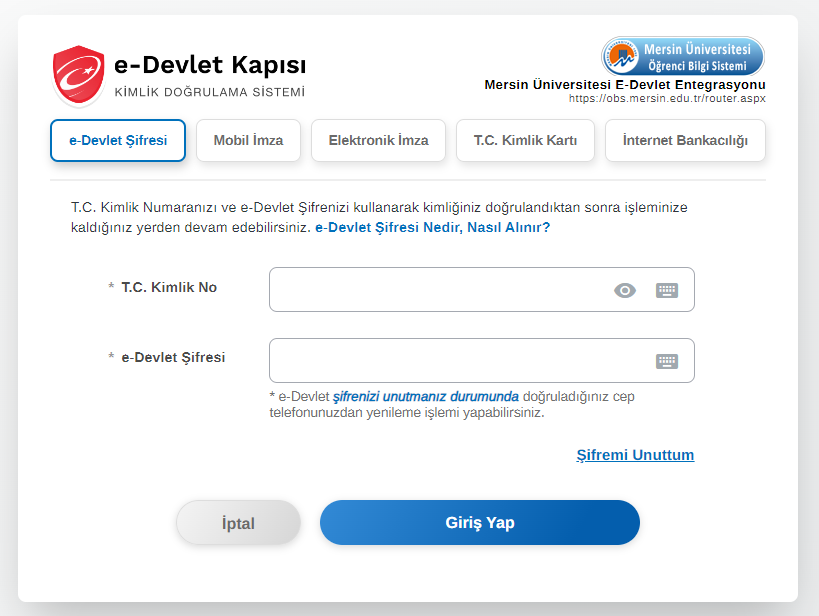 e-Devlet Kapısı
KİMLİK DOĞRULAMA SİSTEMİ
Mersin Üniversitesi
Öğrenci Bilgi Sistemi
Mersin Üniversitesi E-Devlet Entegrasyonu
https://obs.mersin.edu.tr/router.aspx
e-Devlet Şifresi
Mobil İmza
Elektronik İmza
T.C. Kimlik Kartı
İnternet Bankacılığı
T.C. Kimlik Numaranızı ve e-Devlet Şifrenizi kullanarak kimliğiniz doğrulandıktan sonra işleminize
kaldığınız yerden devam edebilirsiniz. e-Devlet Şifresi Nedir, Nasıl Alınır?
* T.C. Kimlik No
* e-Devlet Şifresi
* e-Devlet şifrenizi unutmanız durumunda doğruladığınız cep
telefonunuzdan yenileme işlemi yapabilirsiniz.
Şifremi Unuttum
İptal
Giriş Yap